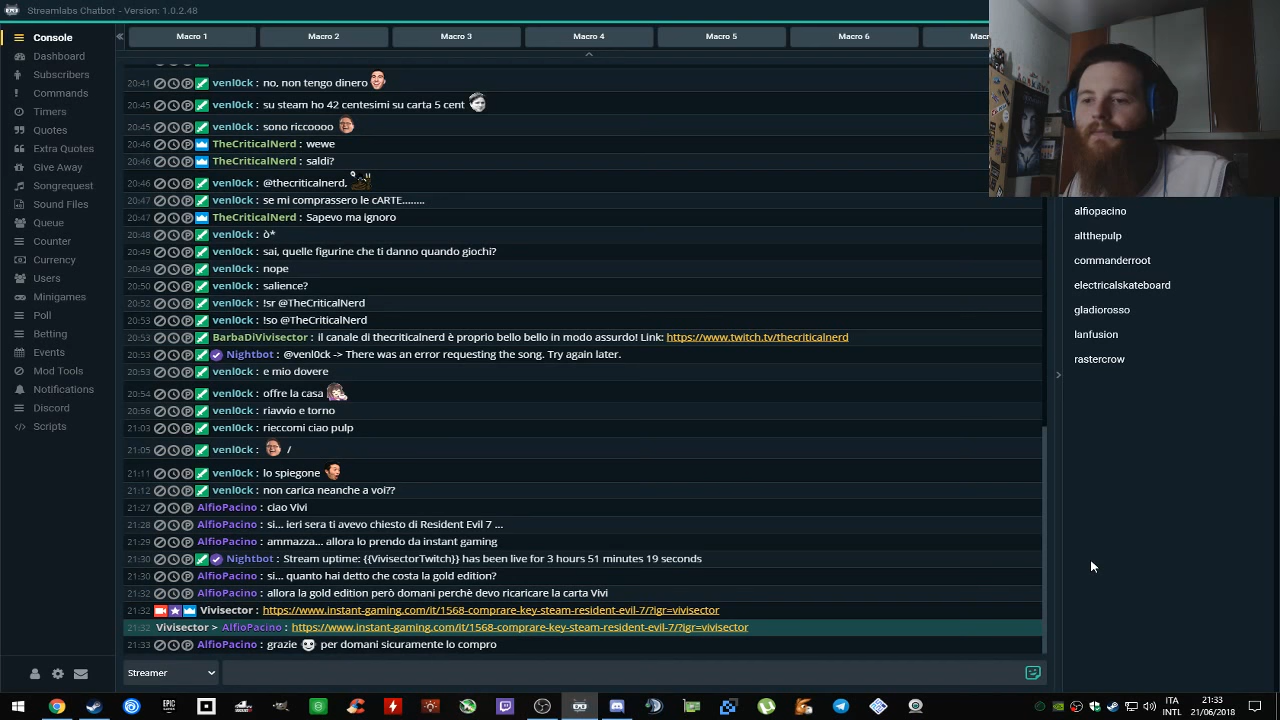 Streamlabs Chatbot - Version: 1.0.2.48
Console
Dashboard
Subscribers
Commands
Timers
Quotes
Extra Quotes
Give Away
Songrequest
Sound Files
Queue
Counter
Currency
Users
Minigames
Poll
Betting
Events
Mod Tools
Notifications
Discord
Scripts
Macro 1 Macro 2 Macro 3 Macro 4 Macro 5 Macro 6
20:41 venl0ck : no, non tengo dinero
20:45 venl0ck : su steam ho 42 centesimi su carta 5 cent
20:45 venl0ck : sono riccoooo
20:46 TheCriticalNerd : wewe
20:46 TheCriticalNerd : saldi?
20:46 venl0ck : @thecriticalnerd,
20:47 venl0ck : se mi comprassero le cARTE........
20:47 TheCriticalNerd : Sapevo ma ignoro
20:48 venl0ck : ò*
20:49 venl0ck : sai, quelle figurine che ti danno quando giochi?
20:49 venl0ck : nope
20:50 venl0ck : salience?
20:52 venl0ck : !sr @TheCriticalNerd
20:53 venl0ck : !so @TheCriticalNerd
20:53 BarbaDiVivisector : il canale di thecriticalnerd è proprio bello bello in modo assurdo! Link: https://www.twitch.tv/thecriticalnerd
20:53 Nightbot : @venl0ck -> There was an error requesting the song. Try again later.
20:53 venl0ck : e mio dovere
20:54 venl0ck : offre la casa
20:56 venl0ck : riavvio e torno
21:03 venl0ck : rieccomi ciao pulp
21:05 venl0ck : /
21:11 venl0ck : lo spiegone
21:12 venl0ck : non carica neanche a voi??
21:27 AlfioPacino : ciao Vivi
21:28 AlfioPacino : si... ieri sera ti avevo chiesto di Resident Evil 7 ...
21:29 AlfioPacino : ammazza... allora lo prendo da instant gaming
21:30 Nightbot : Stream uptime: {{VivisectorTwitch}} has been live for 3 hours 51 minutes 19 seconds
21:30 AlfioPacino : si... quanto hai detto che costa la gold edition?
21:32 AlfioPacino : allora la gold edition però domani perchè devo ricaricare la carta Vivi
21:32 Vivisector : https://www.instant-gaming.com/it/1568-comprare-key-steam-resident-evil-7/?igr=vivisector
21:32 Vivisector > AlfioPacino : https://www.instant-gaming.com/it/1568-comprare-key-steam-resident-evil-7/?igr=vivisector
21:33 AlfioPacino : grazie per domani sicuramente lo compro
Streamer
alfiopacino
altthepulp
commanderroot
electricalskateboard
gladiorosso
lanfusion
rastercrow
EPIC GAMES
ITA
INTL
21:33
21/06/2018